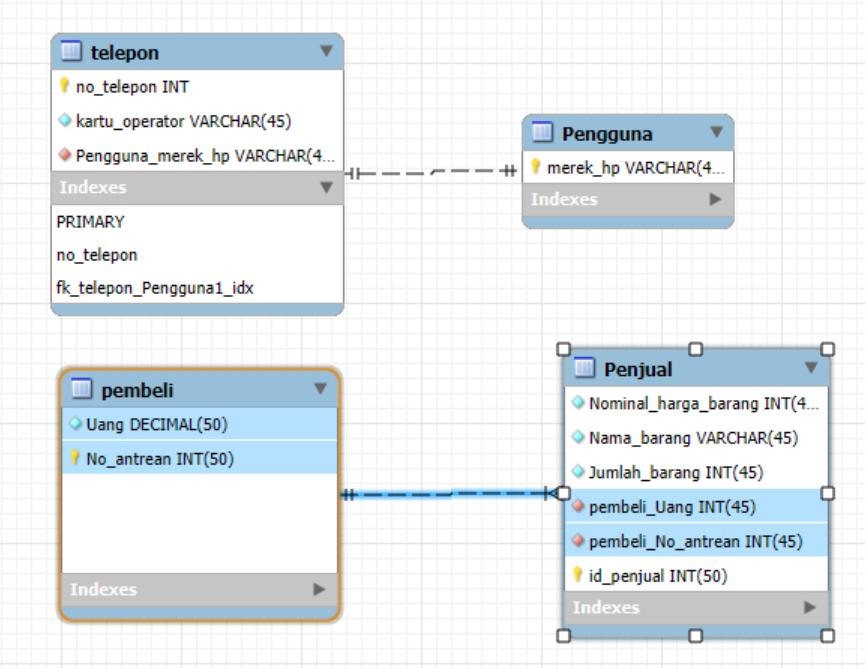 telepon
no_telepon INT
kartu_operator VARCHAR(45)
Pengguna_merek_hp VARCHAR(4...
Indexes
PRIMARY
no_telepon
fk_telepon_Pengguna1_idx
Pengguna
merek_hp VARCHAR(4...
Indexes
pembeli
Uang DECIMAL(50)
No_antrean INT(50)
Indexes
Penjual
Nominal_harga_barang INT(4...
Nama_barang VARCHAR(45)
Jumlah_barang INT(45)
pembeli_Uang INT(45)
pembeli_No_antrean INT(45)
id_penjual INT(50)
Indexes